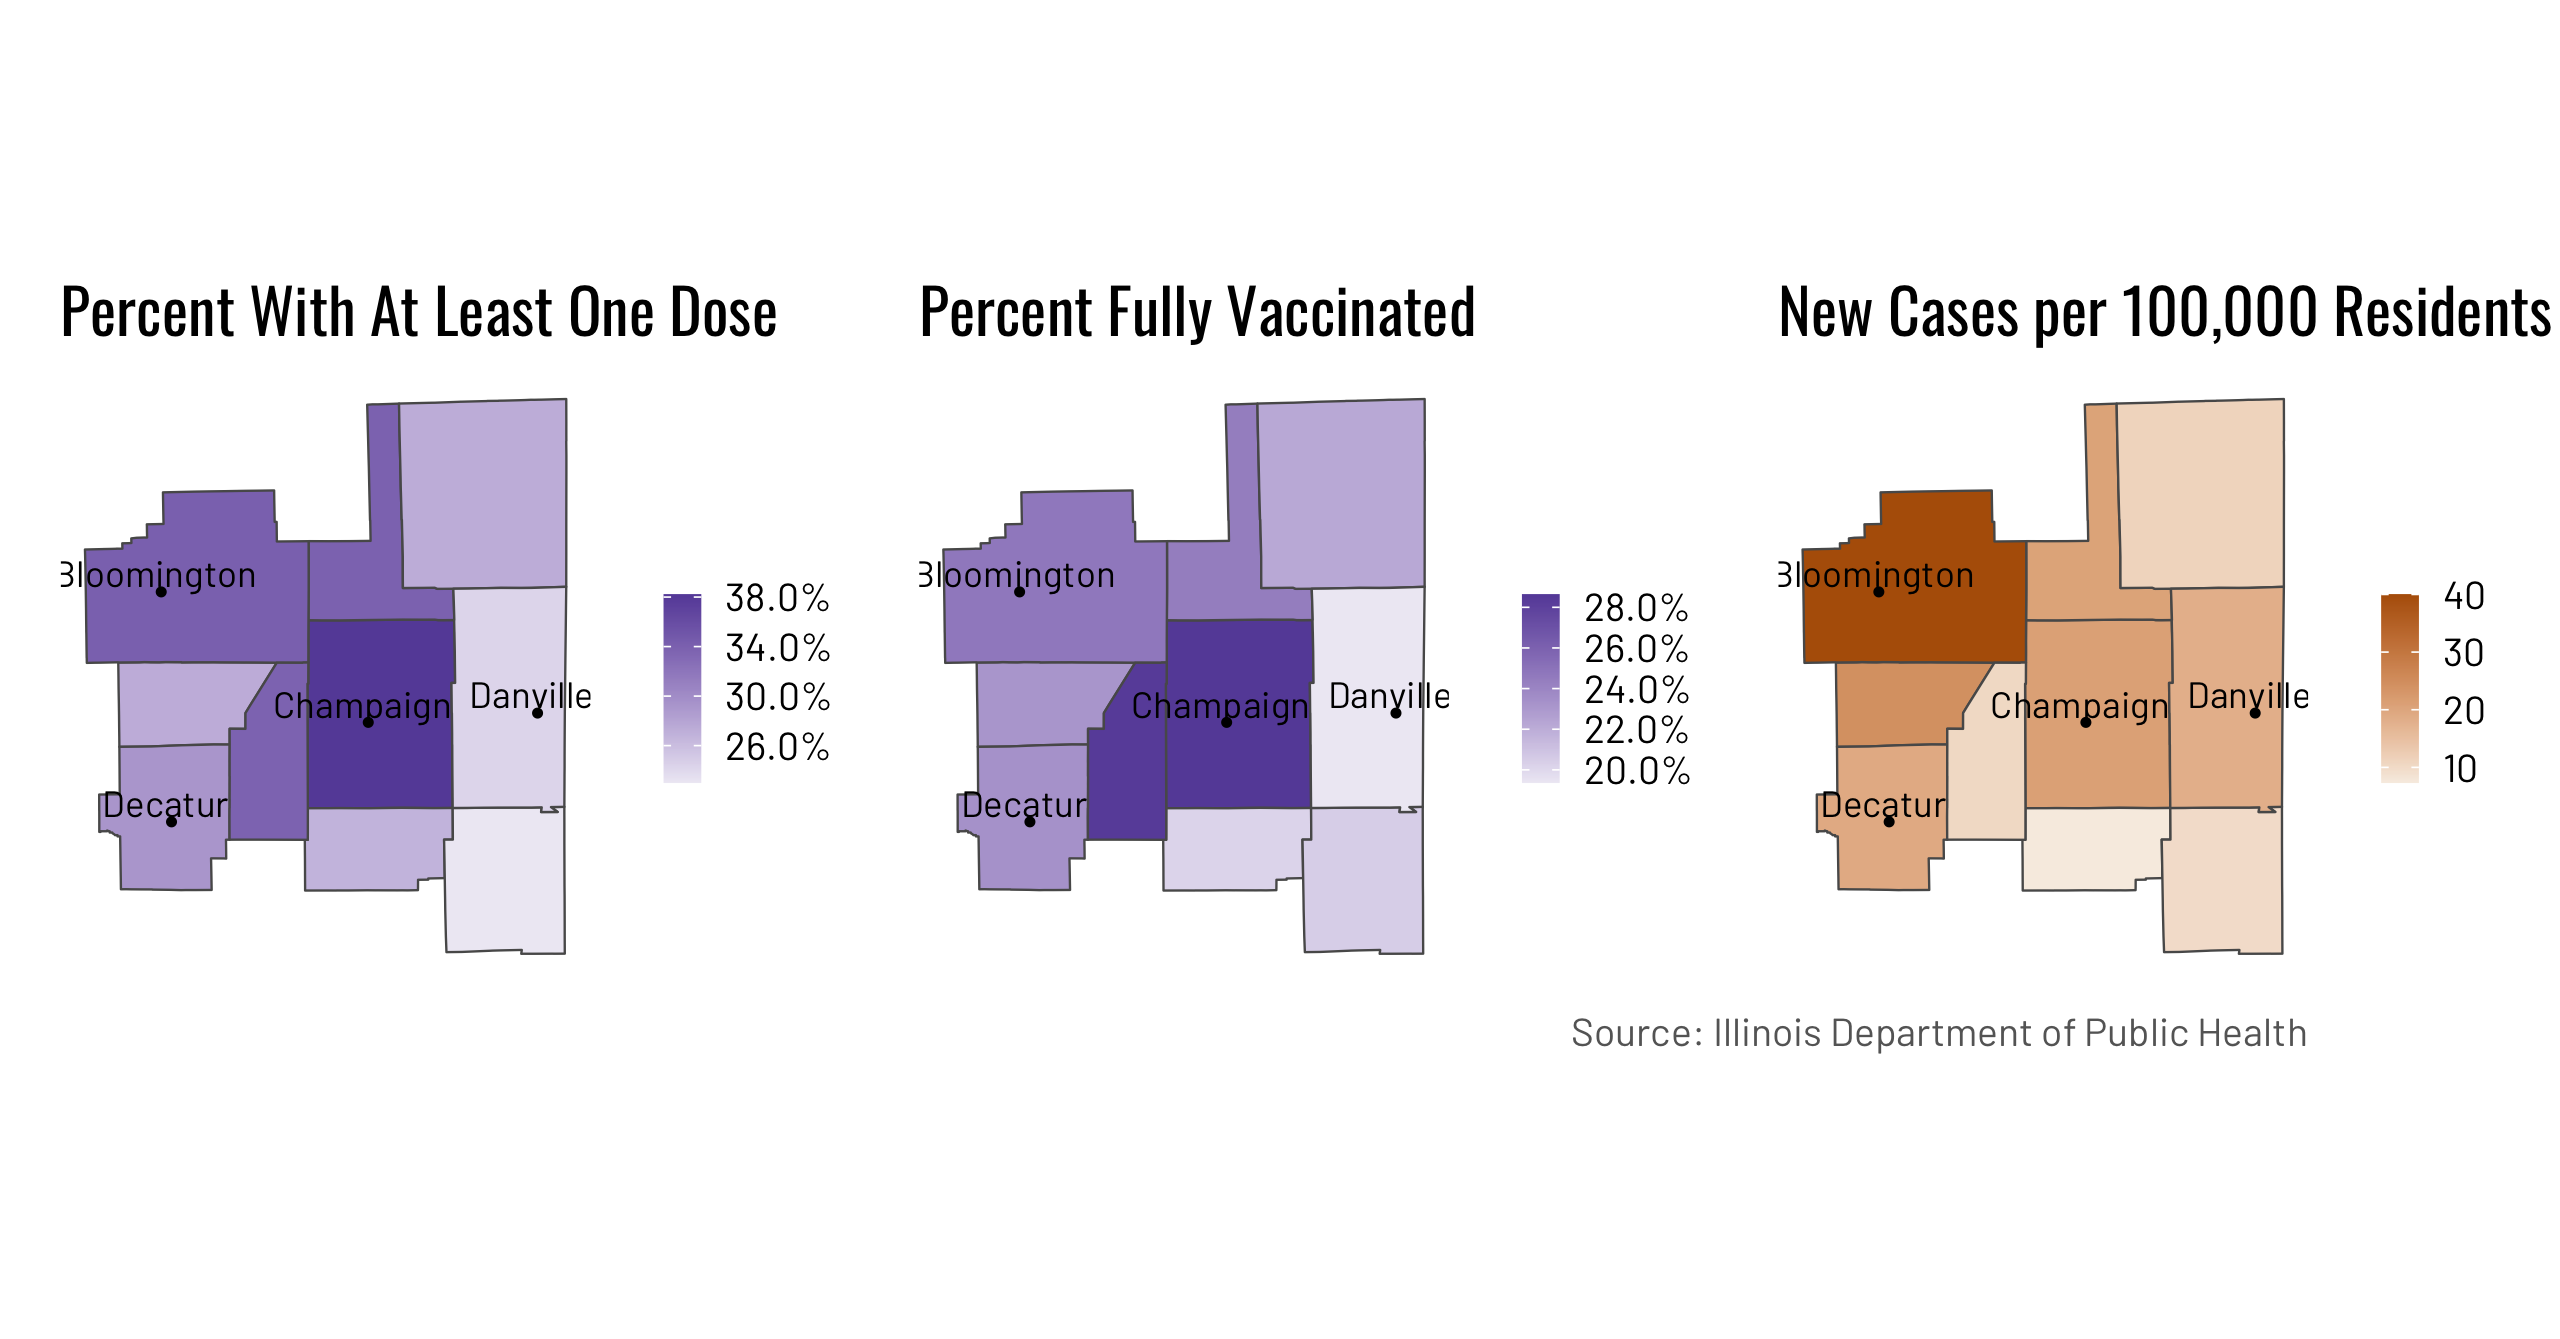 Percent With At Least One Dose
Bloomington
Champaign
Danville
Decatur
38.0%
34.0%
30.0%
26.0%
Percent Fully Vaccinated
Bloomington
Champaign
Danville
Decatur
28.0%
26.0%
24.0%
22.0%
20.0%
New Cases per 100,000 Residents
Bloomington
Champaign
Danville
Decatur
40
30
20
10
Source: Illinois Department of Public Health